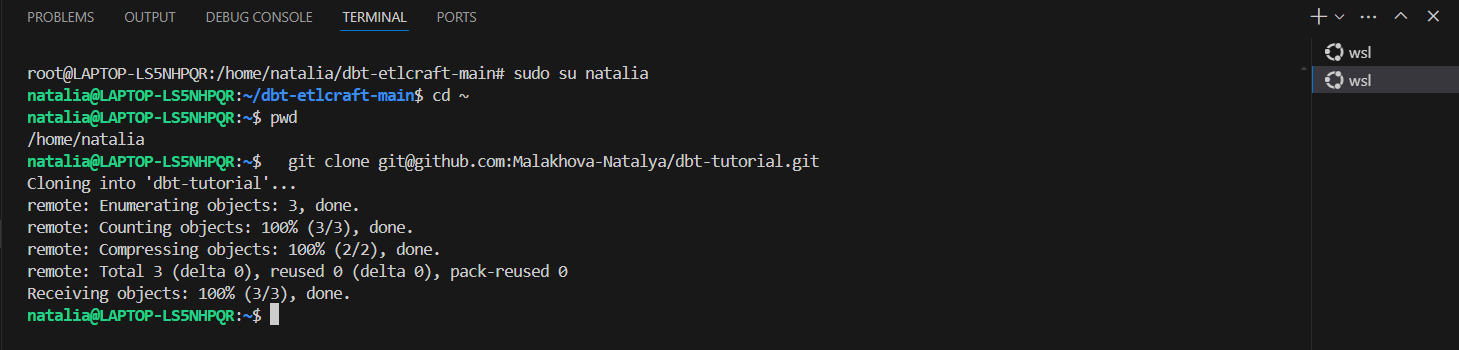 PROBLEMS OUTPUT DEBUG CONSOLE TERMINAL PORTS
root@LAPTOP-LS5NHPQR:/home/natalia/dbt-etlcraft-main# sudo su natalia
natalia@LAPTOP-LS5NHPQR:~/dbt-etlcraft-main$ cd ~
natalia@LAPTOP-LS5NHPQR:~$ pwd
/home/natalia
natalia@LAPTOP-LS5NHPQR:~$   git clone git@github.com:Malakhova-Natalya/dbt-tutorial.git
Cloning into 'dbt-tutorial'...
remote: Enumerating objects: 3, done.
remote: Counting objects: 100% (3/3), done.
remote: Compressing objects: 100% (2/2), done.
remote: Total 3 (delta 0), reused 0 (delta 0), pack-reused 0
Receiving objects: 100% (3/3), done.
natalia@LAPTOP-LS5NHPQR:~$
wsl
wsl